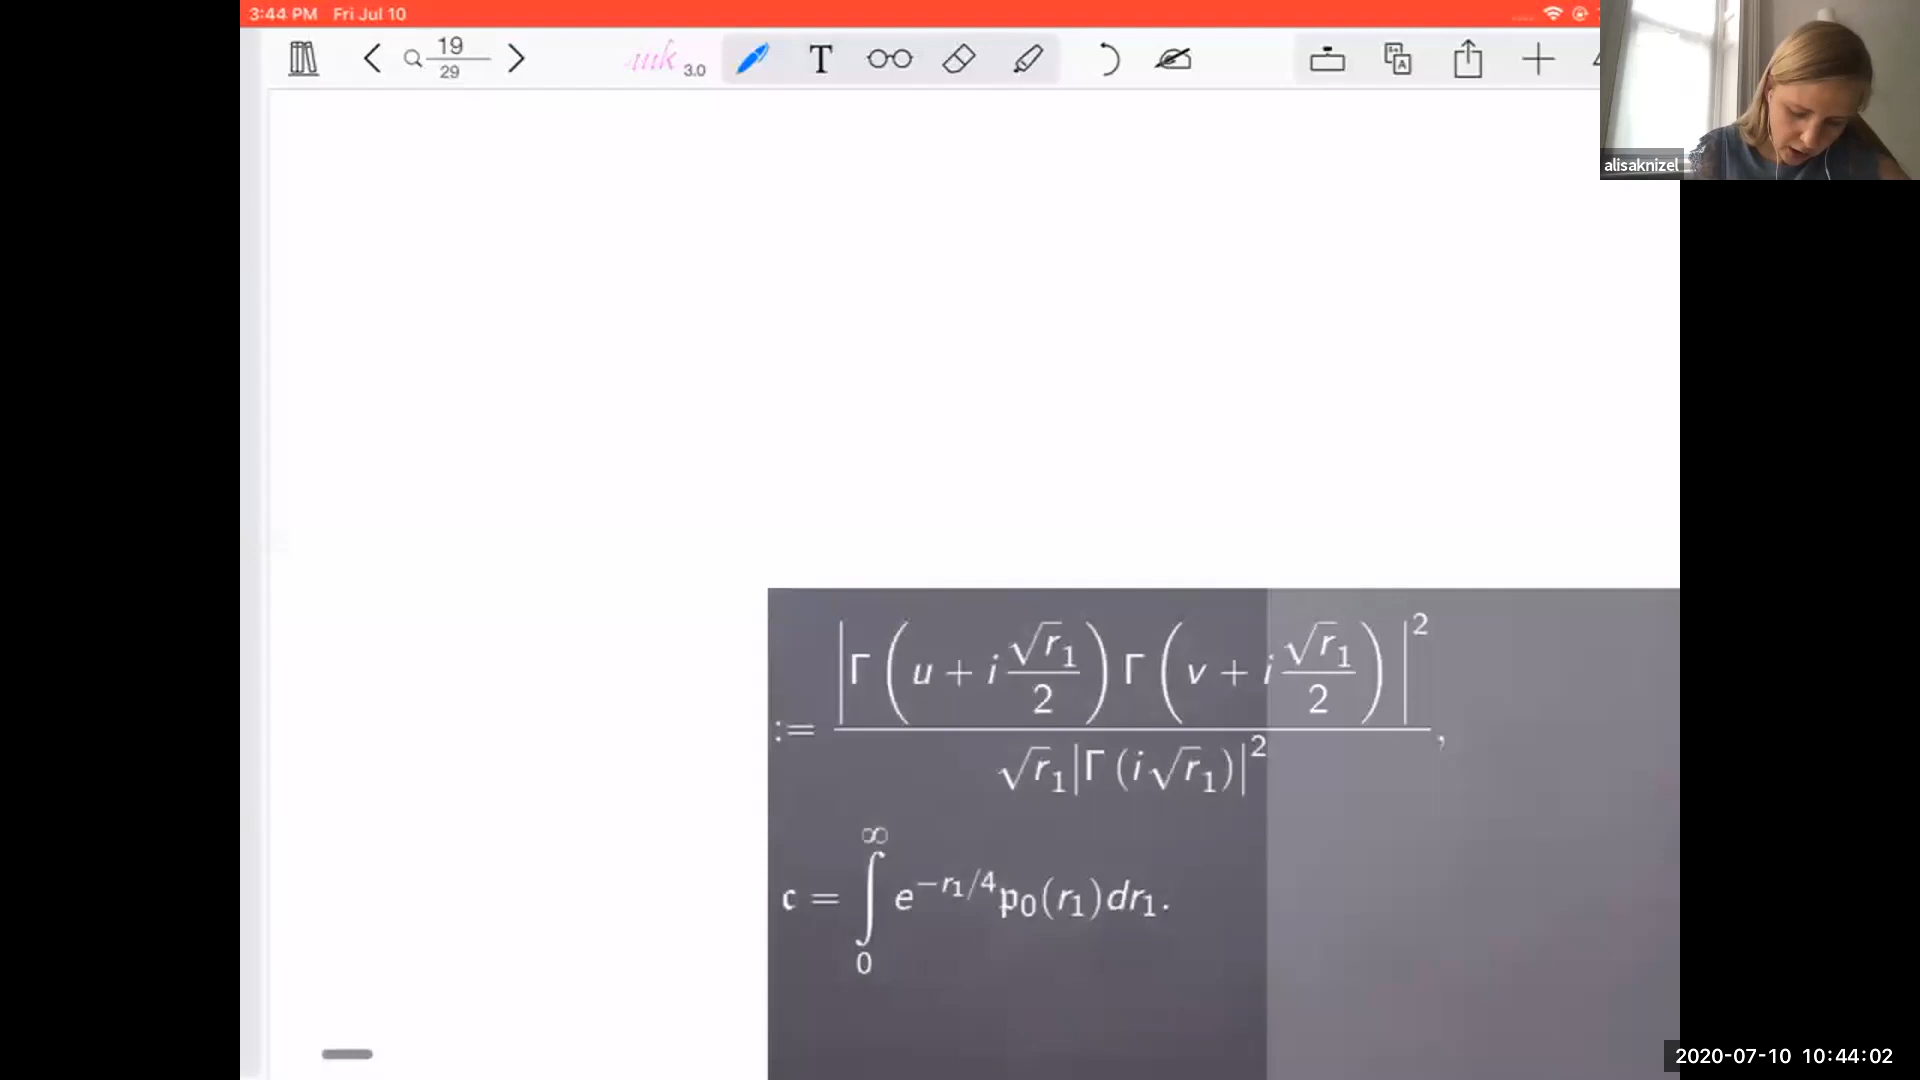 3:44 PM Fri Jul 10
19
29
3.0
T
alisaknizel
:= |Γ(u + i √r₁/2) Γ(v + i √r₁/2)|² / √r₁|Γ(i√r₁)|² ,
𝔠 = ∫₀^∞ e^{−r₁/4} 𝔭₀(r₁)dr₁.
2020-07-10 10:44:02